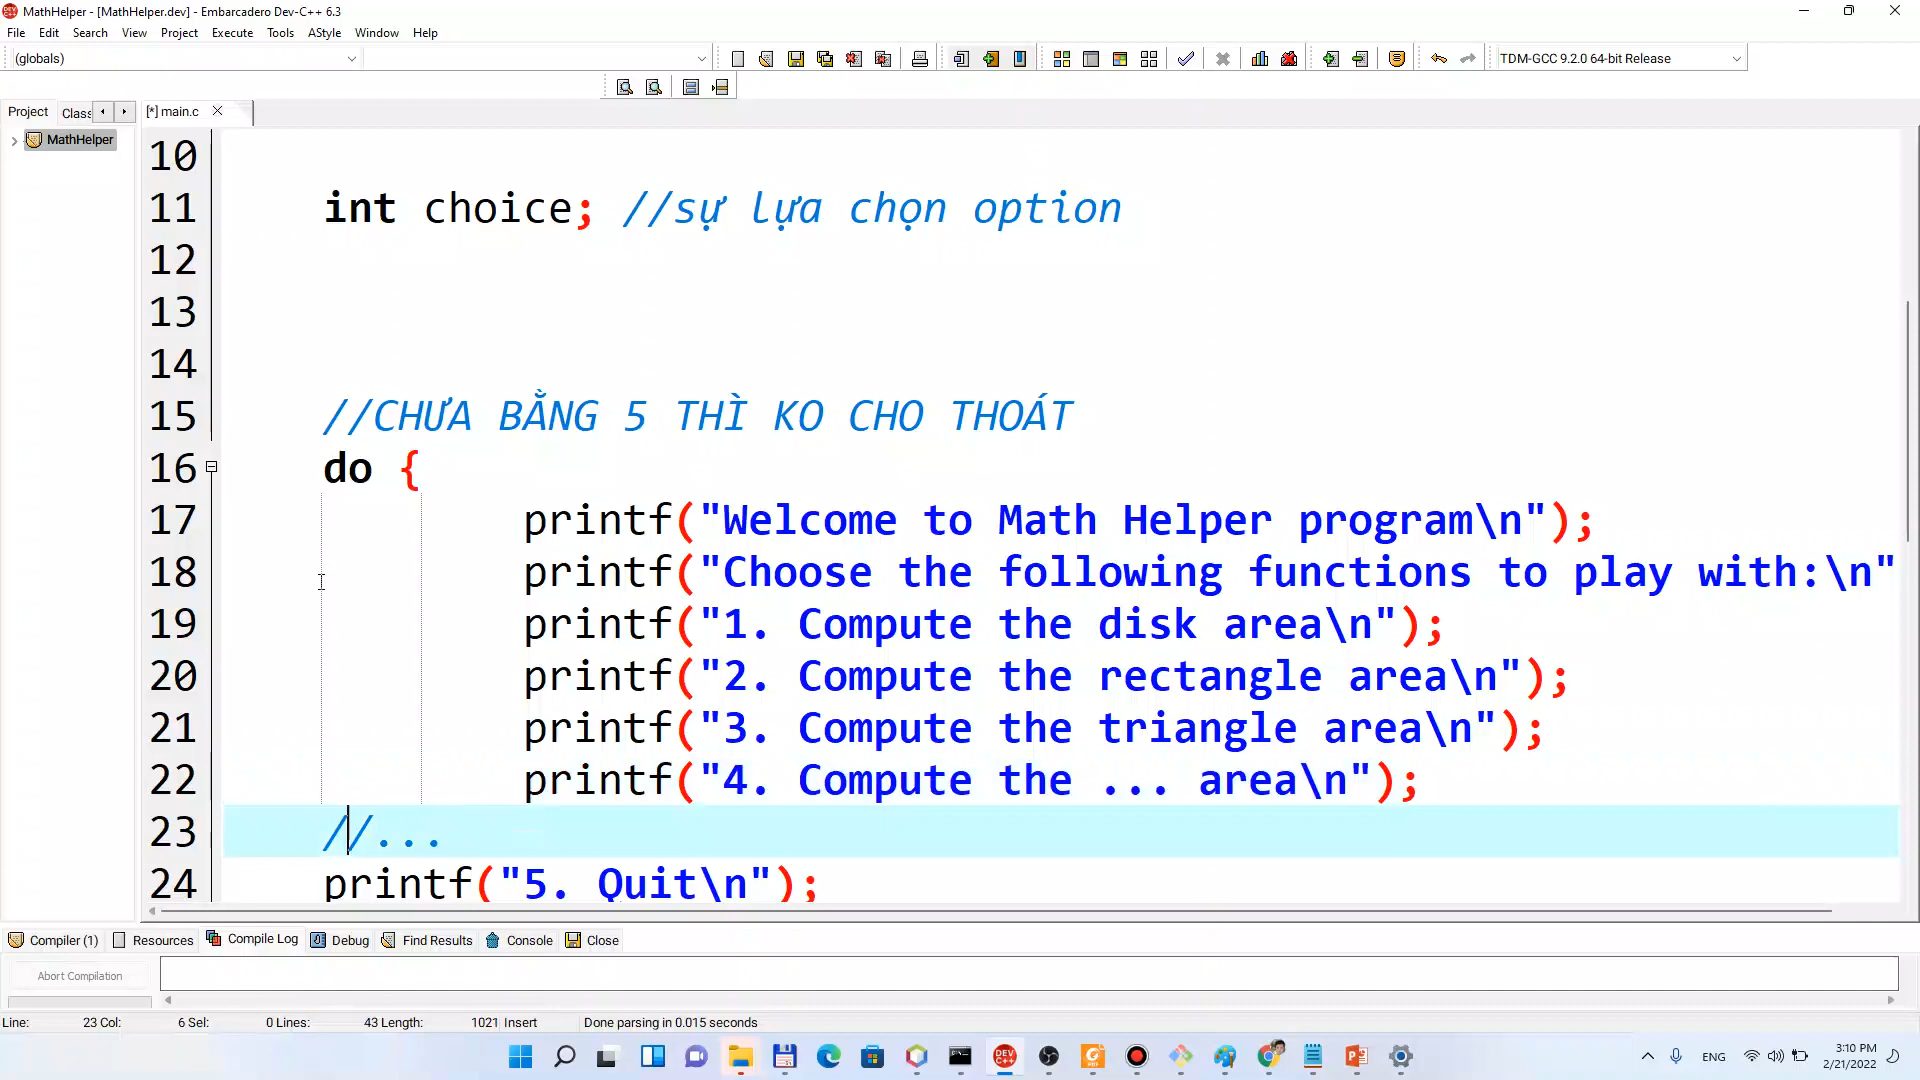 MathHelper - [MathHelper.dev] - Embarcadero Dev-C++ 6.3
File Edit Search View Project Execute Tools AStyle Window Help
(globals)
TDM-GCC 9.2.0 64-bit Release
Project Class
[*] main.c
MathHelper
10
11 int choice; //sự lựa chọn option
12
13
14
15 //CHƯA BẰNG 5 THÌ KO CHO THOÁT
16 do {
17 printf("Welcome to Math Helper program\n");
18 printf("Choose the following functions to play with:\n"
19 printf("1. Compute the disk area\n");
20 printf("2. Compute the rectangle area\n");
21 printf("3. Compute the triangle area\n");
22 printf("4. Compute the ... area\n");
23 //...
24 printf("5. Quit\n");
Compiler (1) Resources Compile Log Debug Find Results Console Close
Abort Compilation
Line: 23 Col: 6 Sel: 0 Lines: 43 Length: 1021 Insert Done parsing in 0.015 seconds
ENG
3:10 PM
2/21/2022